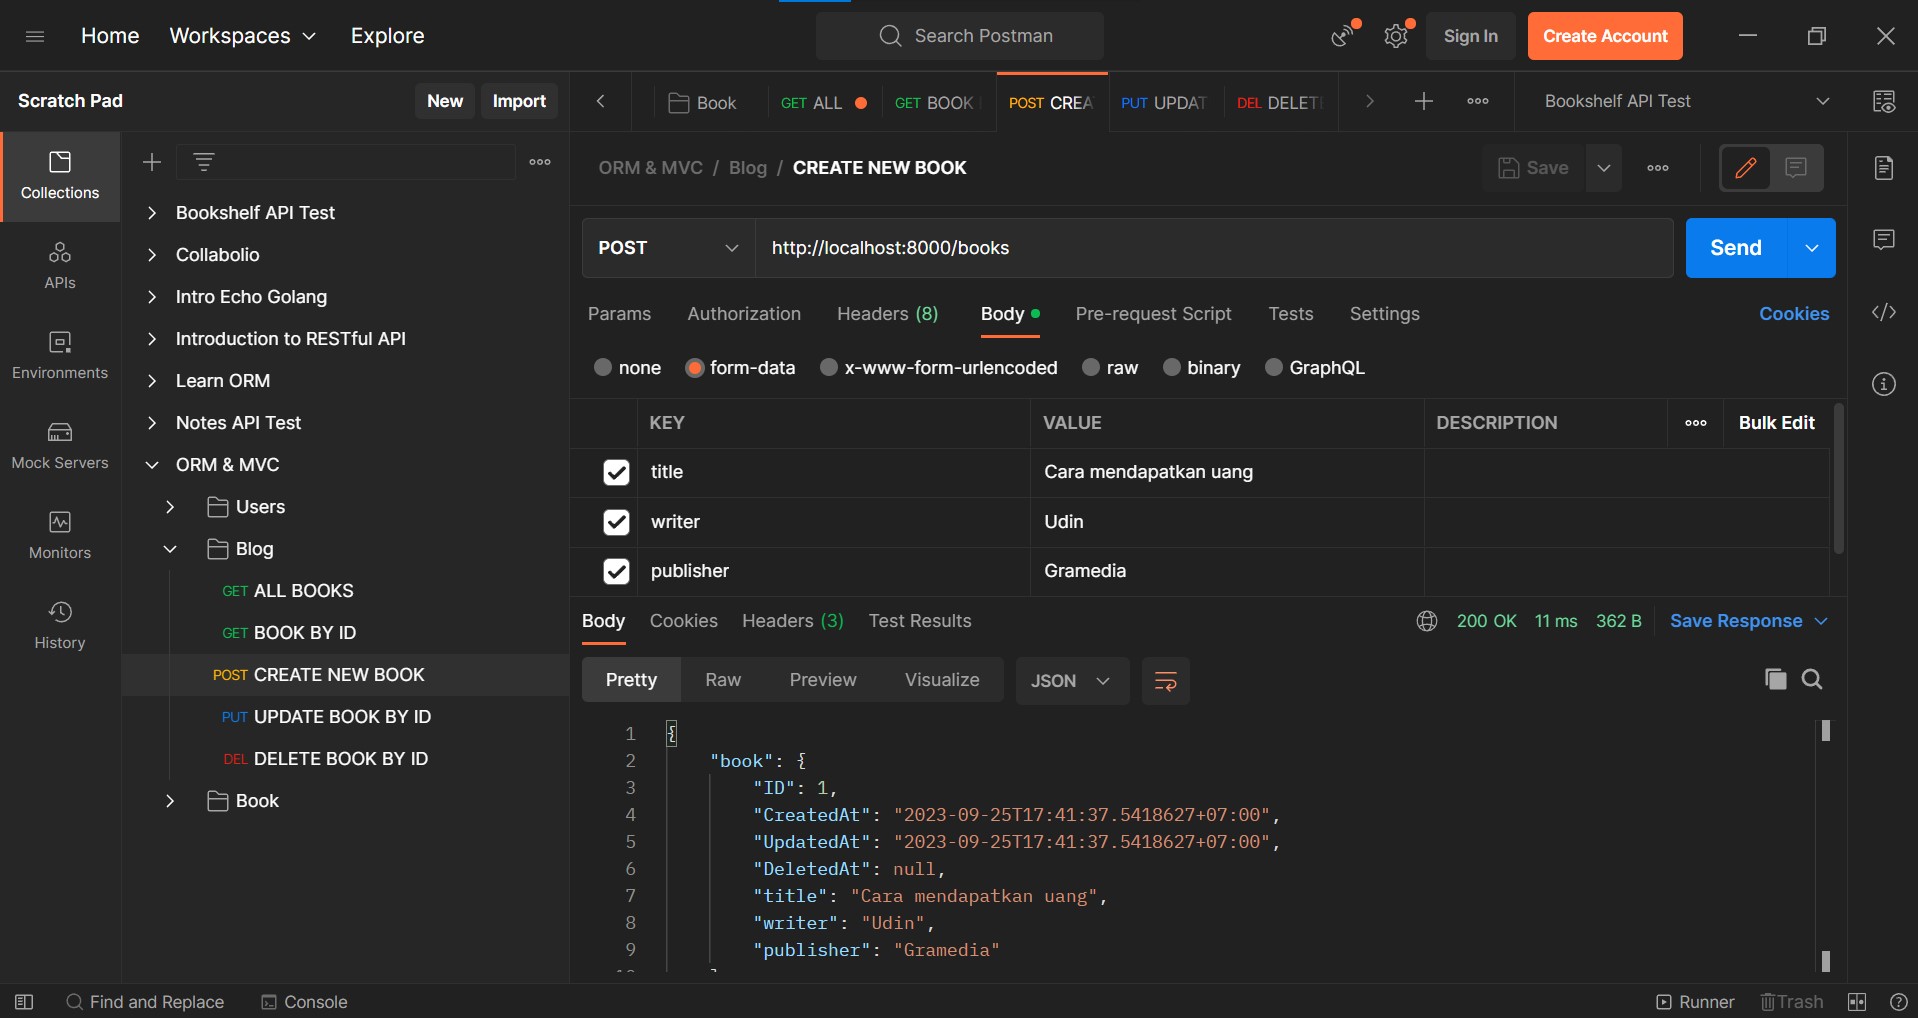 Home Workspaces Explore Search Postman Sign In Create Account
Scratch Pad New Import Book GET ALL GET BOOK POST CREA PUT UPDAT DEL DELET Bookshelf API Test
Collections
APIs
Environments
Mock Servers
Monitors
History
Bookshelf API Test
Collabolio
Intro Echo Golang
Introduction to RESTful API
Learn ORM
Notes API Test
ORM & MVC
Users
Blog
GET ALL BOOKS
GET BOOK BY ID
POST CREATE NEW BOOK
PUT UPDATE BOOK BY ID
DEL DELETE BOOK BY ID
Book
ORM & MVC / Blog / CREATE NEW BOOK Save
POST http://localhost:8000/books Send
Params Authorization Headers (8) Body Pre-request Script Tests Settings Cookies
none form-data x-www-form-urlencoded raw binary GraphQL
KEY VALUE DESCRIPTION Bulk Edit
title Cara mendapatkan uang
writer Udin
publisher Gramedia
Body Cookies Headers (3) Test Results 200 OK 11 ms 362 B Save Response
Pretty Raw Preview Visualize JSON
1 {
2 "book": {
3 "ID": 1,
4 "CreatedAt": "2023-09-25T17:41:37.5418627+07:00",
5 "UpdatedAt": "2023-09-25T17:41:37.5418627+07:00",
6 "DeletedAt": null,
7 "title": "Cara mendapatkan uang",
8 "writer": "Udin",
9 "publisher": "Gramedia"
Find and Replace Console Runner Trash